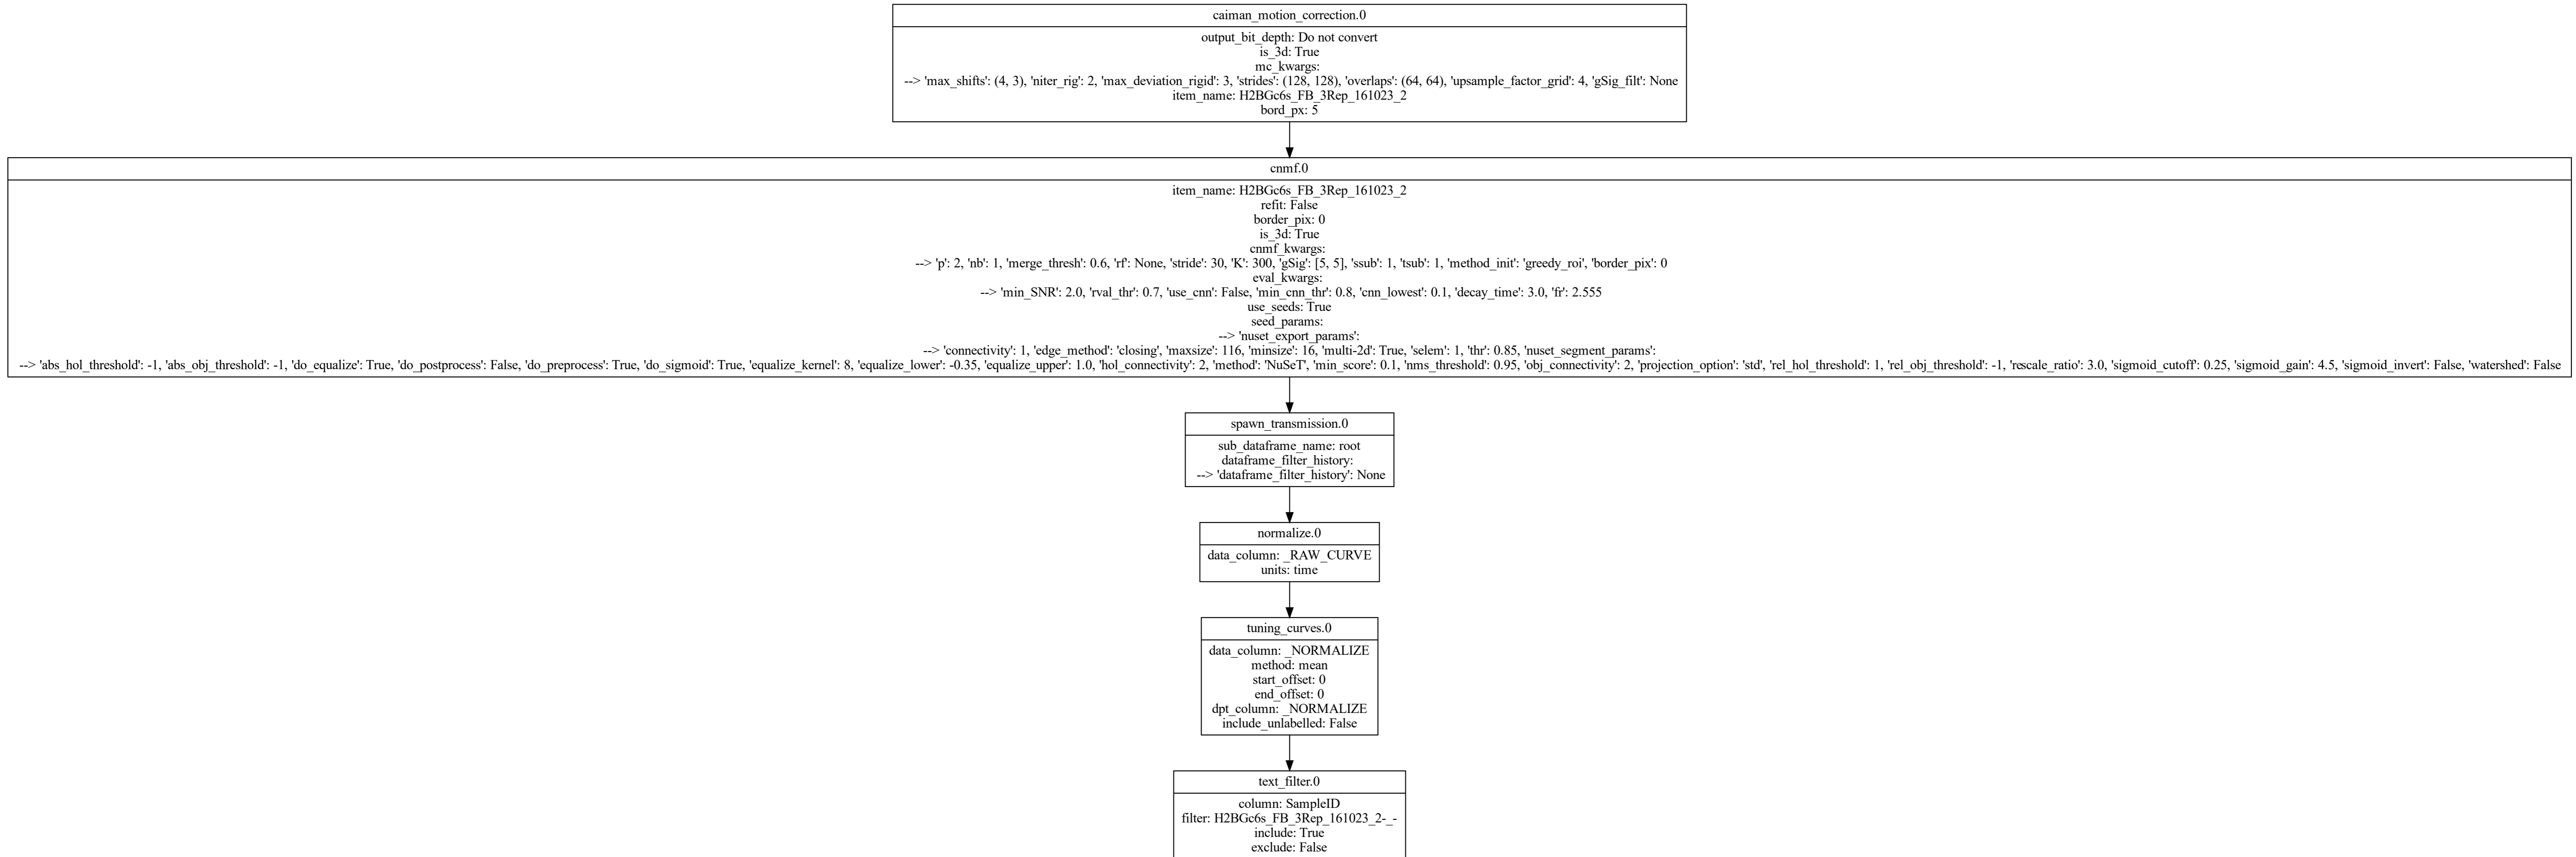 caiman_motion_correction.0
output_bit_depth: Do not convert
is_3d: True
mc_kwargs:
--> 'max_shifts': (4, 3), 'niter_rig': 2, 'max_deviation_rigid': 3, 'strides': (128, 128), 'overlaps': (64, 64), 'upsample_factor_grid': 4, 'gSig_filt': None
item_name: H2BGc6s_FB_3Rep_161023_2
bord_px: 5
cnmf.0
item_name: H2BGc6s_FB_3Rep_161023_2
refit: False
border_pix: 0
is_3d: True
cnmf_kwargs:
--> 'p': 2, 'nb': 1, 'merge_thresh': 0.6, 'rf': None, 'stride': 30, 'K': 300, 'gSig': [5, 5], 'ssub': 1, 'tsub': 1, 'method_init': 'greedy_roi', 'border_pix': 0
eval_kwargs:
--> 'min_SNR': 2.0, 'rval_thr': 0.7, 'use_cnn': False, 'min_cnn_thr': 0.8, 'cnn_lowest': 0.1, 'decay_time': 3.0, 'fr': 2.555
use_seeds: True
seed_params:
--> 'nuset_export_params':
--> 'connectivity': 1, 'edge_method': 'closing', 'maxsize': 116, 'minsize': 16, 'multi-2d': True, 'selem': 1, 'thr': 0.85, 'nuset_segment_params':
--> 'abs_hol_threshold': -1, 'abs_obj_threshold': -1, 'do_equalize': True, 'do_postprocess': False, 'do_preprocess': True, 'do_sigmoid': True, 'equalize_kernel': 8, 'equalize_lower': -0.35, 'equalize_upper': 1.0, 'hol_connectivity': 2, 'method': 'NuSeT', 'min_score': 0.1, 'nms_threshold': 0.95, 'obj_connectivity': 2, 'projection_option': 'std', 'rel_hol_threshold': 1, 'rel_obj_threshold': -1, 'rescale_ratio': 3.0, 'sigmoid_cutoff': 0.25, 'sigmoid_gain': 4.5, 'sigmoid_invert': False, 'watershed': False
spawn_transmission.0
sub_dataframe_name: root
dataframe_filter_history:
--> 'dataframe_filter_history': None
normalize.0
data_column: _RAW_CURVE
units: time
tuning_curves.0
data_column: _NORMALIZE
method: mean
start_offset: 0
end_offset: 0
dpt_column: _NORMALIZE
include_unlabelled: False
text_filter.0
column: SampleID
filter: H2BGc6s_FB_3Rep_161023_2-_-
include: True
exclude: False